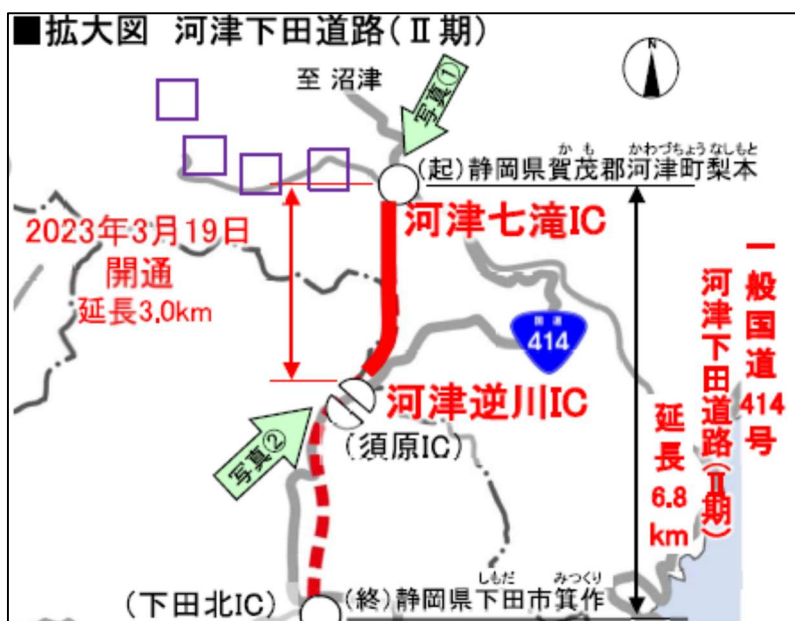 ■拡大図 河津下田道路(Ⅱ期)
至 沼津
写真①
N
かも かわづちょうなしもと
(起)静岡県賀茂郡河津町梨本
河津七滝IC
2023年3月19日
開通
延長3.0km
一般国道414号
河津下田道路(Ⅱ期)
延長6.8km
国道
414
河津逆川IC
(須原IC)
写真②
しもだ みつくり
(下田北IC)
(終)静岡県下田市箕作